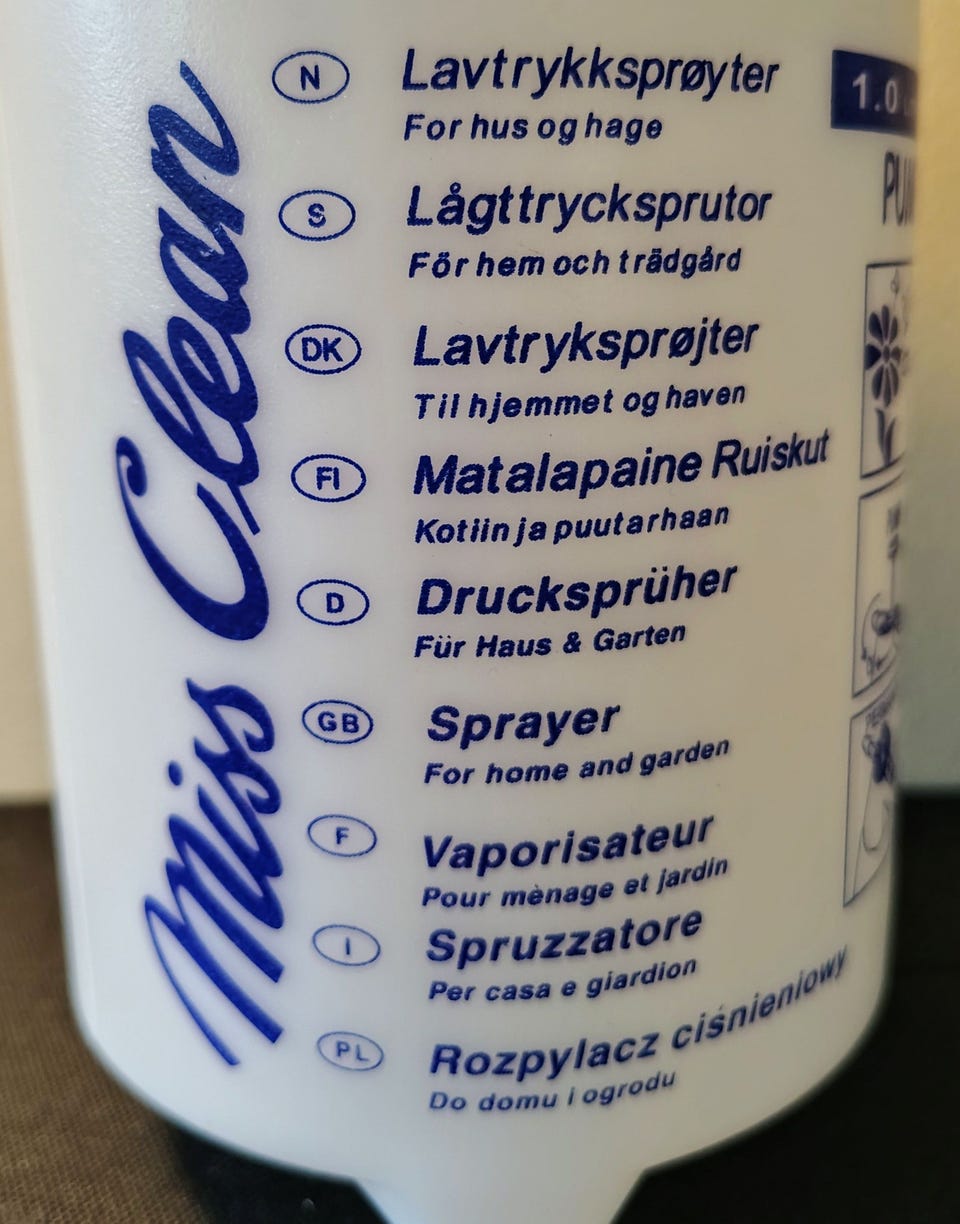 Miss Clean
N Lavtrykksprøyter
For hus og hage
S Lågttrycksprutor
För hem och trädgård
DK Lavtryksprøjter
Til hjemmet og haven
FI Matalapaine Ruiskut
Kotiin ja puutarhaan
D Drucksprüher
Für Haus & Garten
GB Sprayer
For home and garden
F Vaporisateur
Pour mènage et jardin
I Spruzzatore
Per casa e giardion
PL Rozpylacz ciśnieniowy
Do domu i ogrodu
1.0